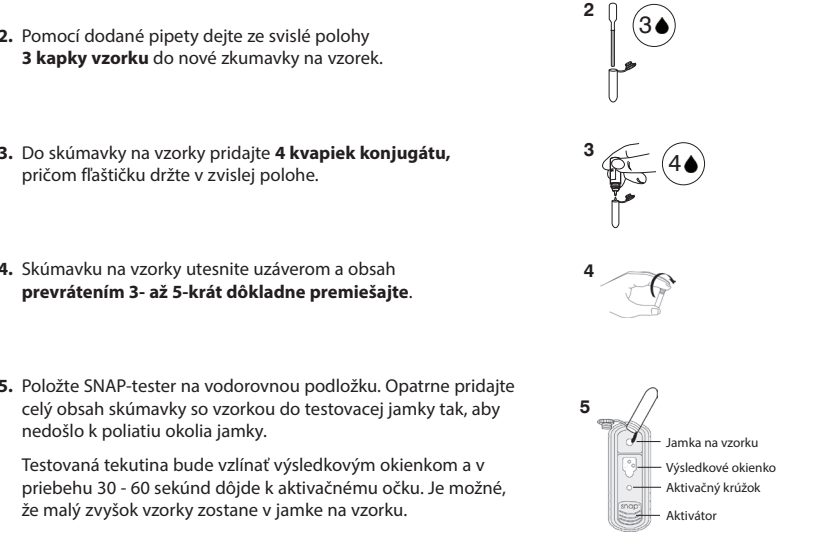 2. Pomocí dodané pipety dejte ze svislé polohy
3 kapky vzorku do nové zkumavky na vzorek.
2
3
3. Do skúmavky na vzorky pridajte 4 kvapiek konjugátu,
pričom fľaštičku držte v zvislej polohe.
3
4
4. Skúmavku na vzorky utesnite uzáverom a obsah
prevrátením 3- až 5-krát dôkladne premiešajte.
4
5. Položte SNAP-tester na vodorovnou podložku. Opatrne pridajte
celý obsah skúmavky so vzorkou do testovacej jamky tak, aby
nedošlo k poliatiu okolia jamky.
Testovaná tekutina bude vzlínať výsledkovým okienkom a v
priebehu 30 - 60 sekúnd dôjde k aktivačnému očku. Je možné,
že malý zvyšok vzorky zostane v jamke na vzorku.
5
Jamka na vzorku
Výsledkové okienko
Aktivačný krúžok
snap
Aktivátor